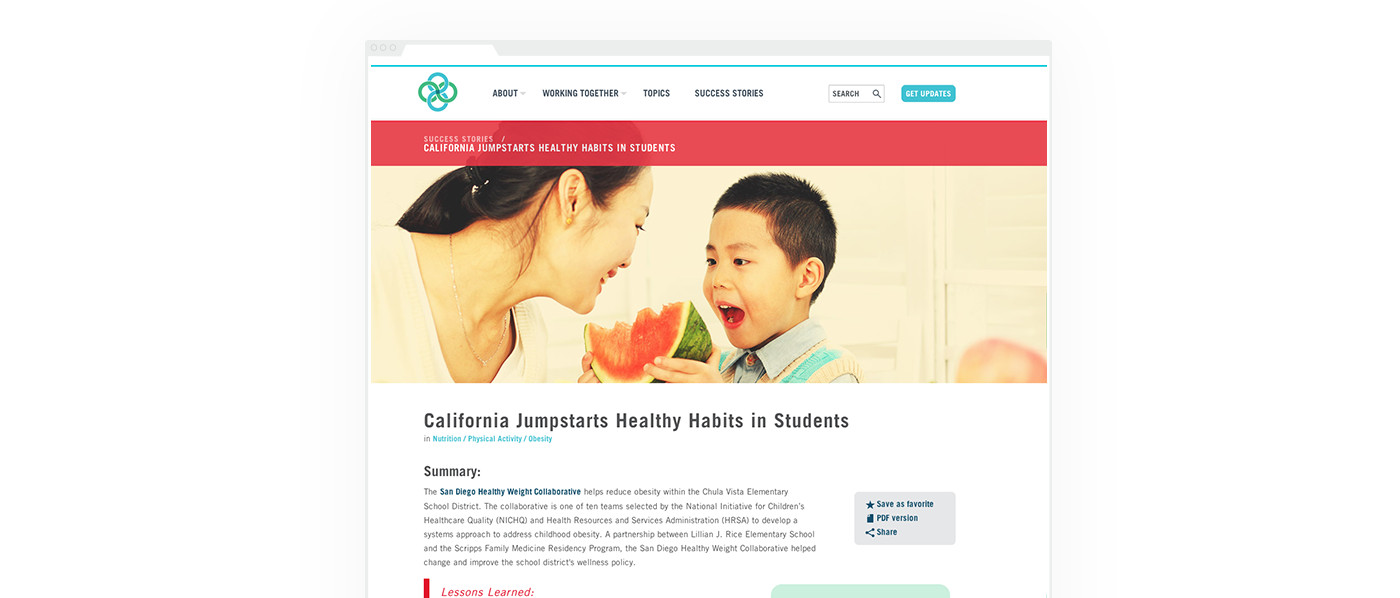 ABOUT
WORKING TOGETHER
TOPICS
SUCCESS STORIES
SEARCH
GET UPDATES
SUCCESS STORIES /
CALIFORNIA JUMPSTARTS HEALTHY HABITS IN STUDENTS
California Jumpstarts Healthy Habits in Students
in Nutrition / Physical Activity / Obesity
Summary:
The San Diego Healthy Weight Collaborative helps reduce obesity within the Chula Vista Elementary
School District. The collaborative is one of ten teams selected by the National Initiative for Children's
Healthcare Quality (NICHQ) and Health Resources and Services Administration (HRSA) to develop a
systems approach to address childhood obesity. A partnership between Lillian J. Rice Elementary School
and the Scripps Family Medicine Residency Program, the San Diego Healthy Weight Collaborative helped
change and improve the school district's wellness policy.
Save as favorite
PDF version
Share
Lessons Learned: